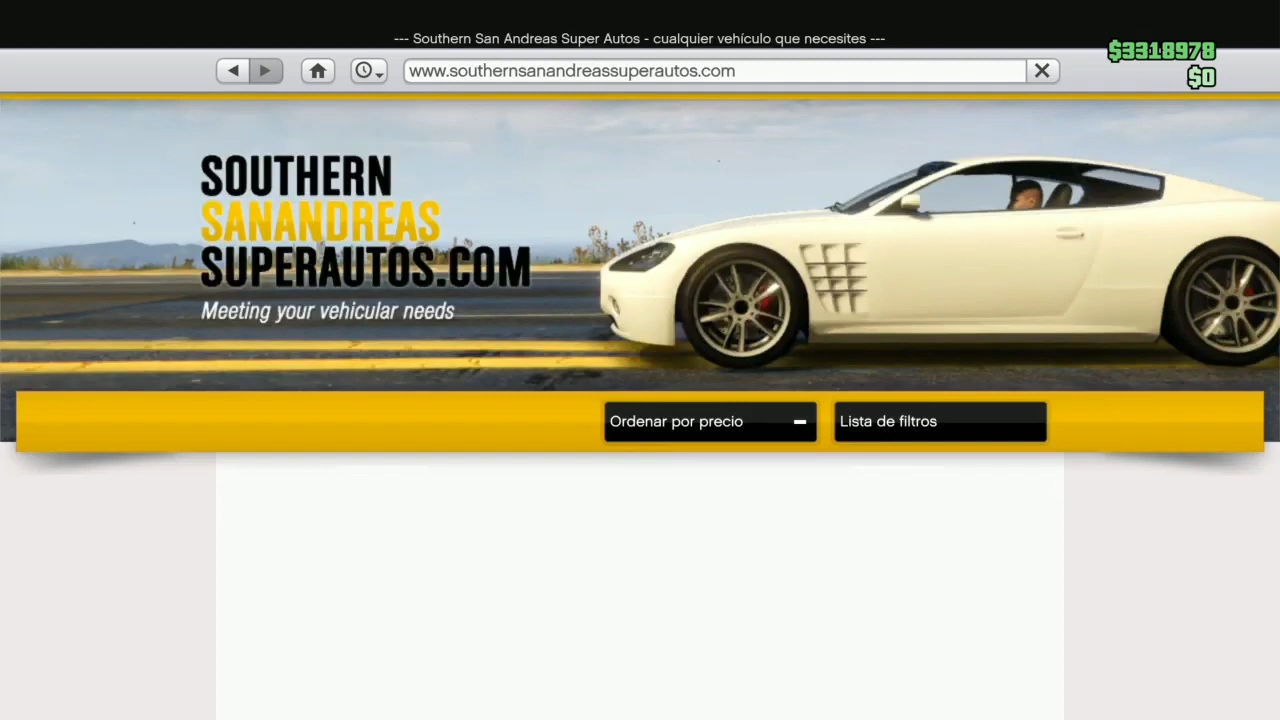 --- Southern San Andreas Super Autos - cualquier vehículo que necesites ---
$3318978
www.southernsanandreassuperautos.com
$0
SOUTHERN
SANANDREAS
SUPERAUTOS.COM
Meeting your vehicular needs
Ordenar por precio
Lista de filtros